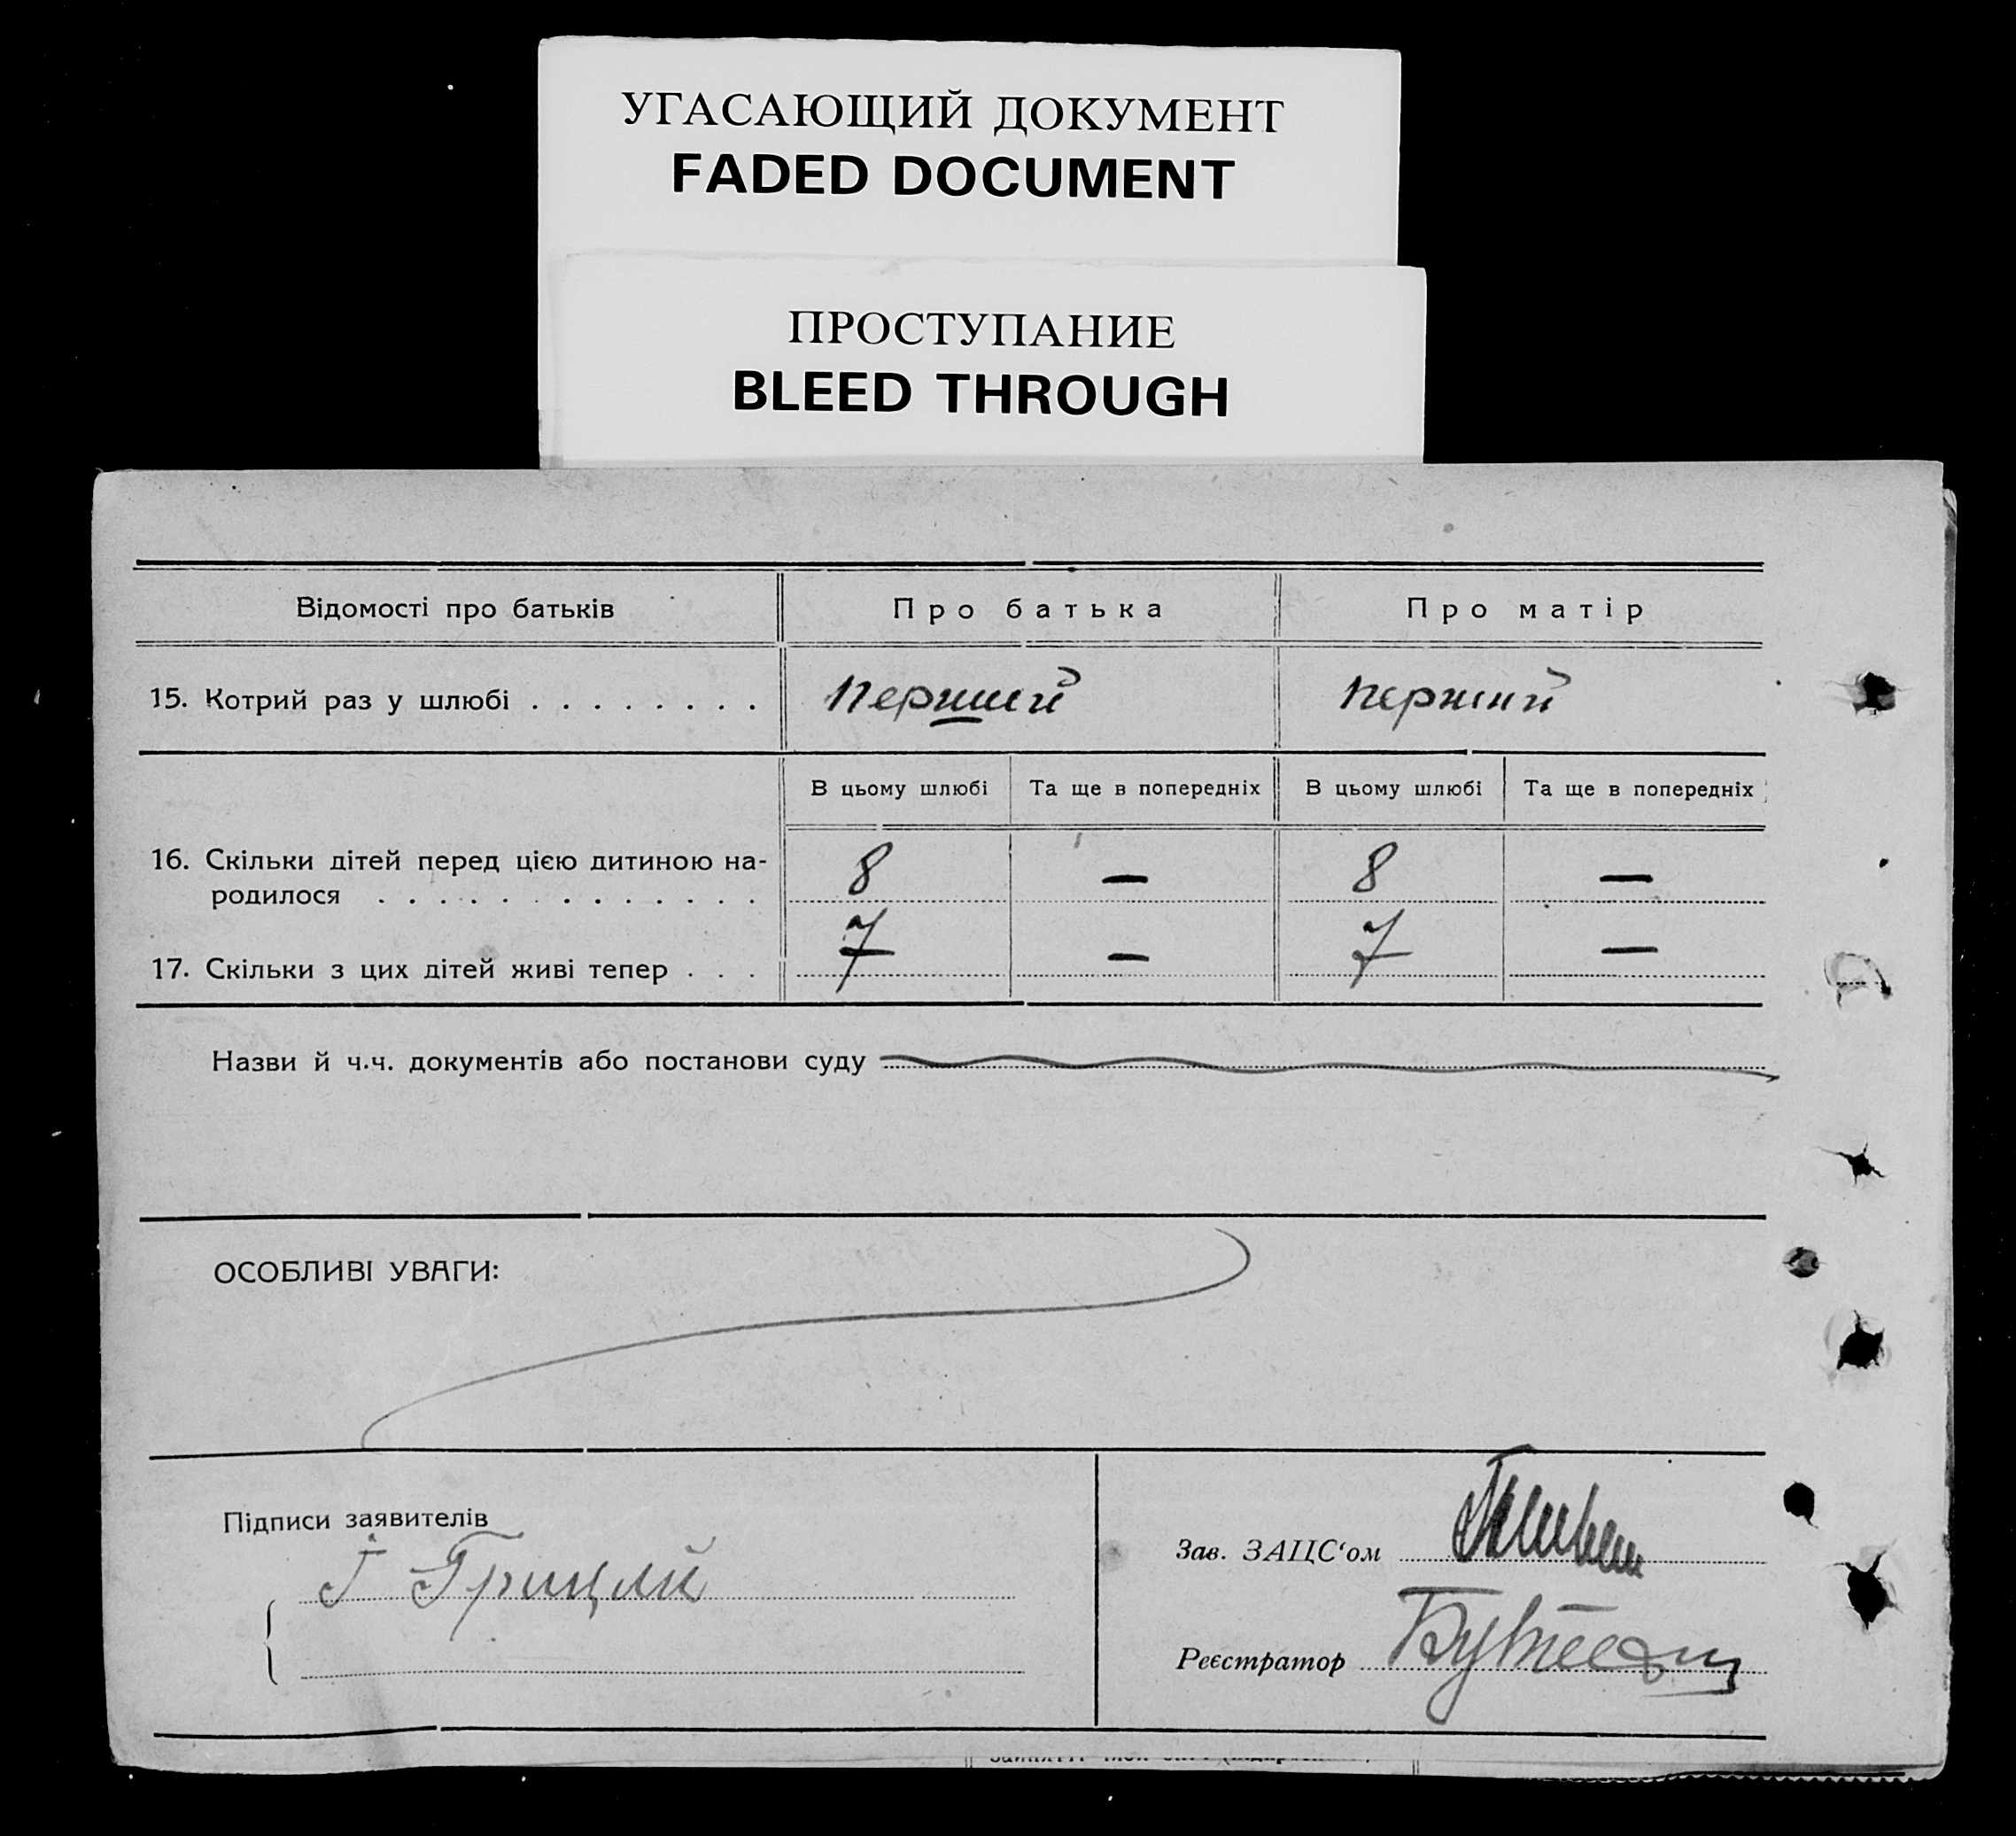 УГАСАЮЩИЙ ДОКУМЕНТ
FADED DOCUMENT
ПРОСТУПАНИЕ
BLEED THROUGH
Відомості про батьків Про батька Про матір
15. Котрий раз у шлюбі . . . . . . . . Перший Перший
В цьому шлюбі Та ще в попередніх В цьому шлюбі Та ще в попередніх
16. Скільки дітей перед цією дитиною на-
родилося . . . . . . . . . . . . . 8 — 8 —
17. Скільки з цих дітей живі тепер . . . 7 — 7 —
Назви й ч.ч. документів або постанови суду
ОСОБЛИВІ УВАГИ:
Підписи заявителів
І Грицай
Зав. ЗАЦС‘ом
Реєстратор